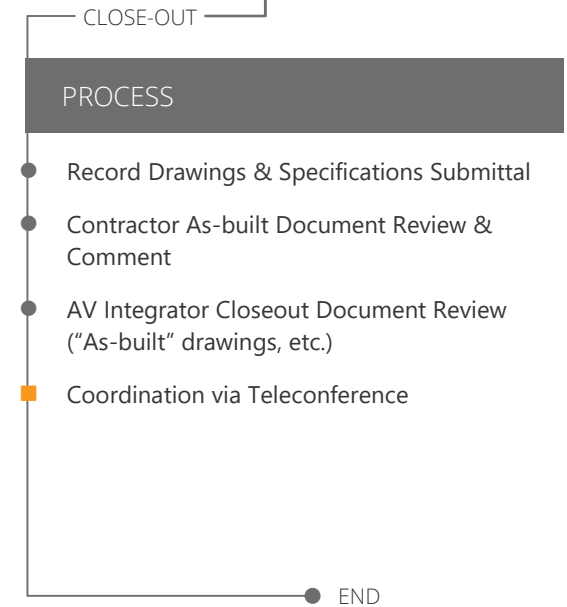 CLOSE-OUT
PROCESS
Record Drawings & Specifications Submittal
Contractor As-built Document Review &
Comment
AV Integrator Closeout Document Review
(“As-built” drawings, etc.)
Coordination via Teleconference
END